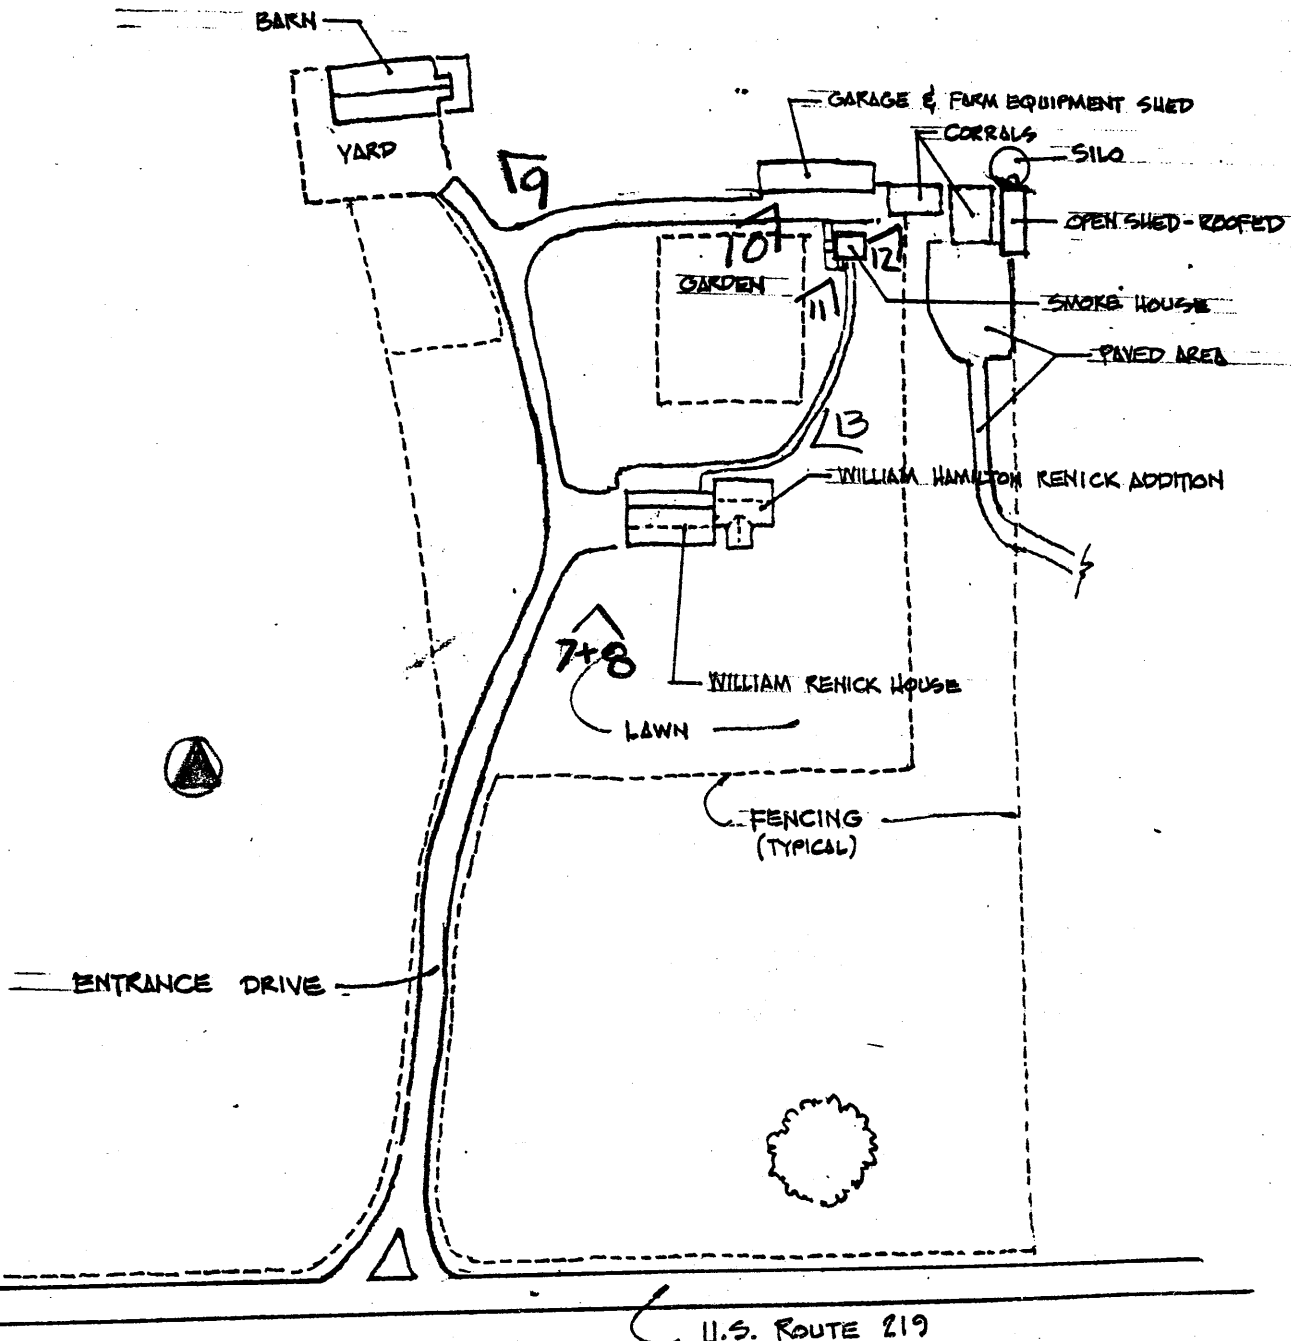 BARN
GARAGE & FARM EQUIPMENT SHED
CORRALS
SILO
YARD
9
OPEN SHED-ROOFED
10
12
GARDEN
11
SMOKE HOUSE
PAVED AREA
13
WILLIAM HAMILTON RENICK ADDITION
7+8
WILLIAM RENICK HOUSE
LAWN
FENCING
(TYPICAL)
ENTRANCE DRIVE
U.S. ROUTE 219